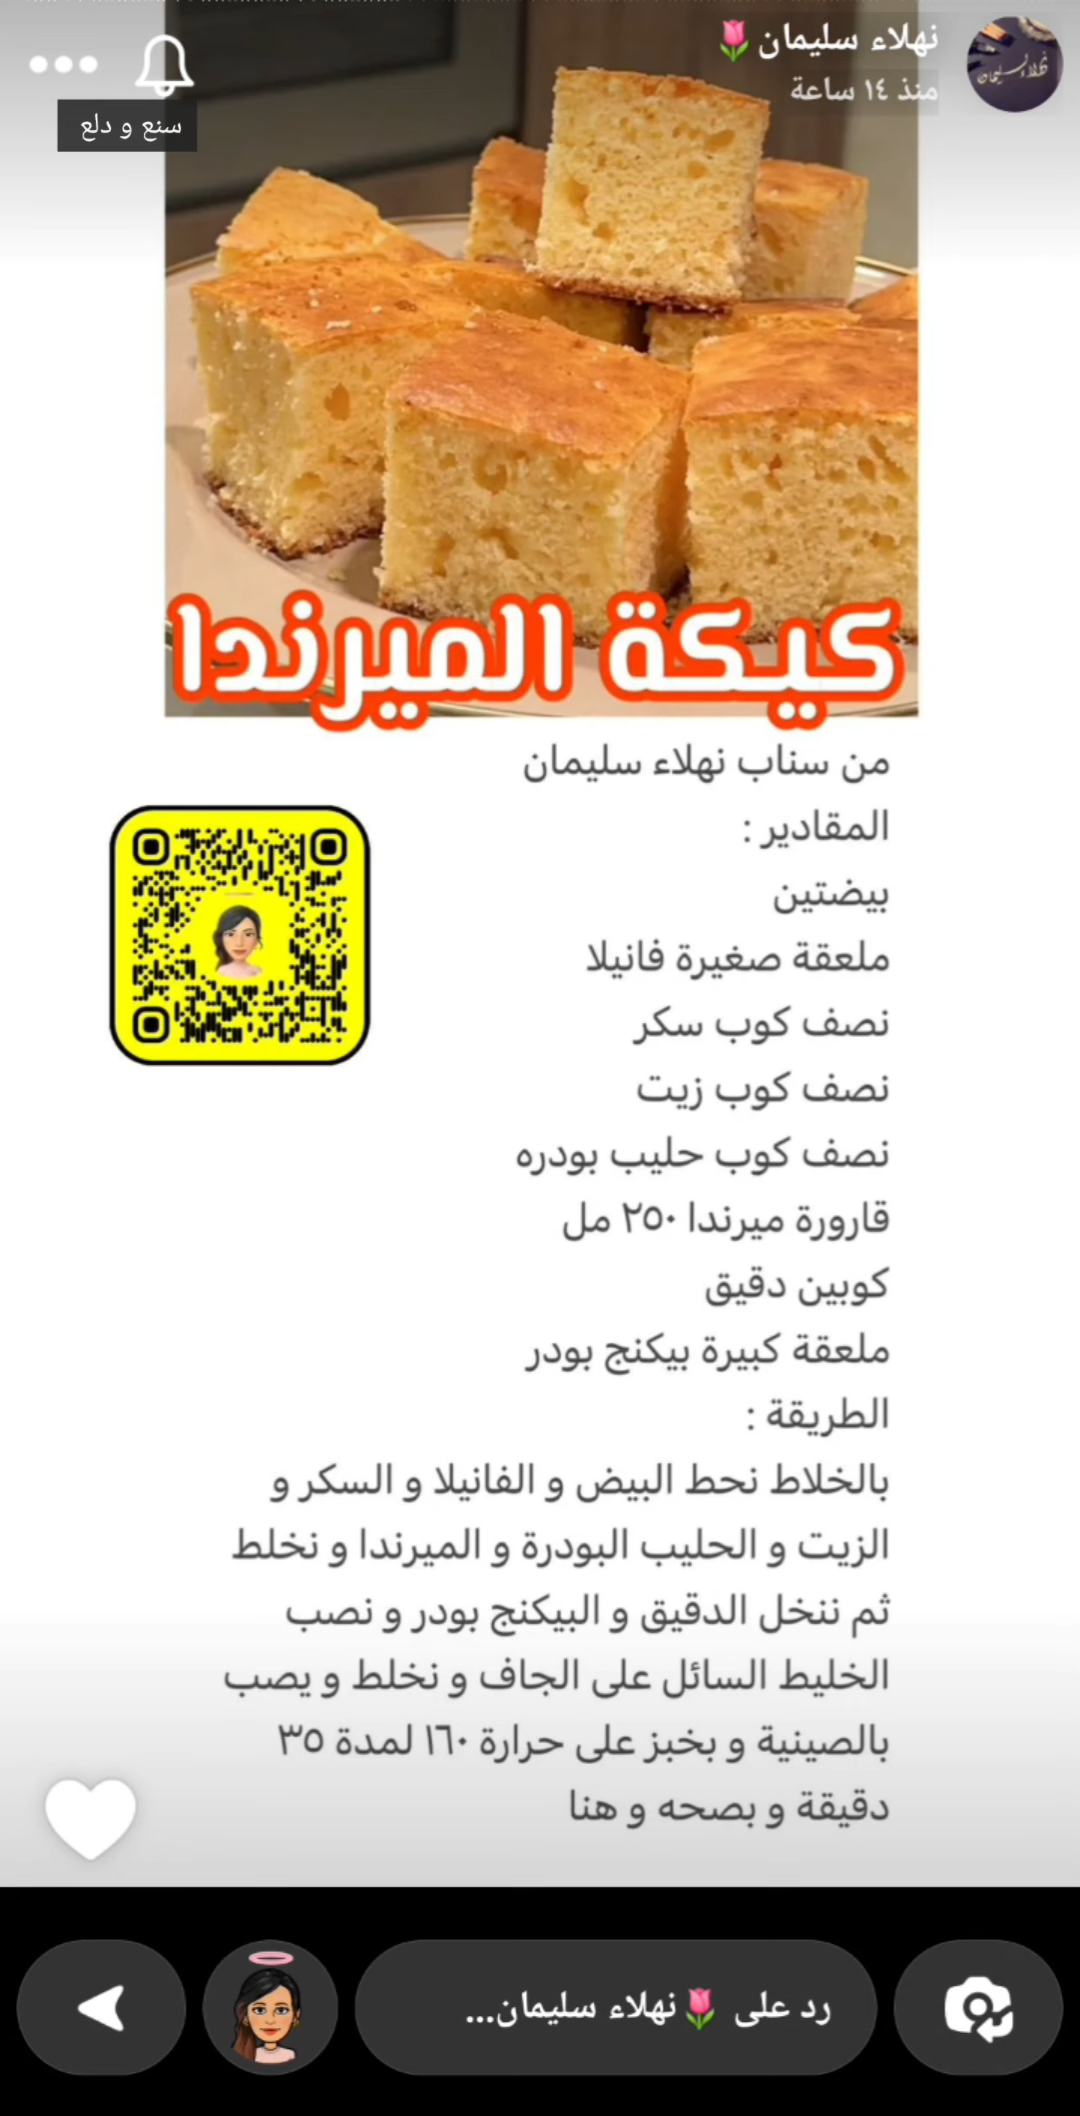 نهلاء سليمان🌷
منذ ١٤ ساعة
سنع و دلع
كيكة الميرندا
من سناب نهلاء سليمان
المقادير :
بيضتين
ملعقة صغيرة فانيلا
نصف كوب سكر
نصف كوب زيت
نصف كوب حليب بودره
قارورة ميرندا ٢٥٠ مل
كوبين دقيق
ملعقة كبيرة بيكنج بودر
الطريقة :
بالخلاط نحط البيض و الفانيلا و السكر و
الزيت و الحليب البودرة و الميرندا و نخلط
ثم ننخل الدقيق و البيكنج بودر و نصب
الخليط السائل على الجاف و نخلط و يصب
بالصينية و بخبز على حرارة ١٦٠ لمدة ٣٥
دقيقة و بصحه و هنا
رد على 🌷نهلاء سليمان...